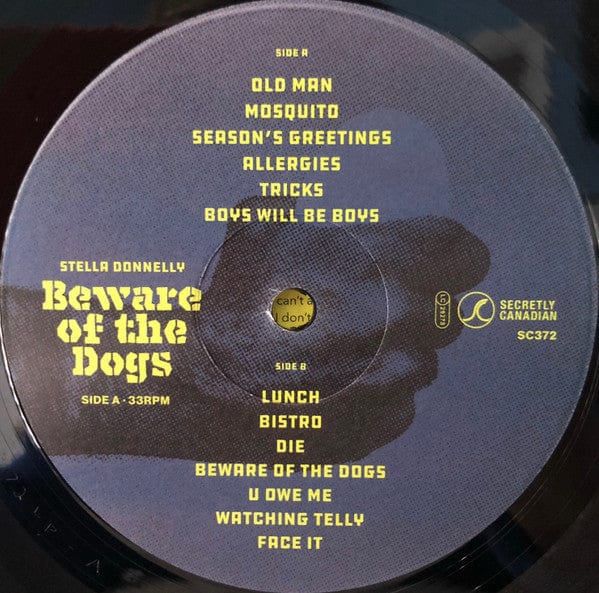 SIDE A
OLD MAN
MOSQUITO
SEASON'S GREETINGS
ALLERGIES
TRICKS
BOYS WILL BE BOYS
STELLA DONNELLY
Beware
of the
Dogs
SIDE A · 33RPM
can't a
I don't
LC 29278
SECRETLY
CANADIAN
SC372
SIDE B
LUNCH
BISTRO
DIE
BEWARE OF THE DOGS
U OWE ME
WATCHING TELLY
FACE IT